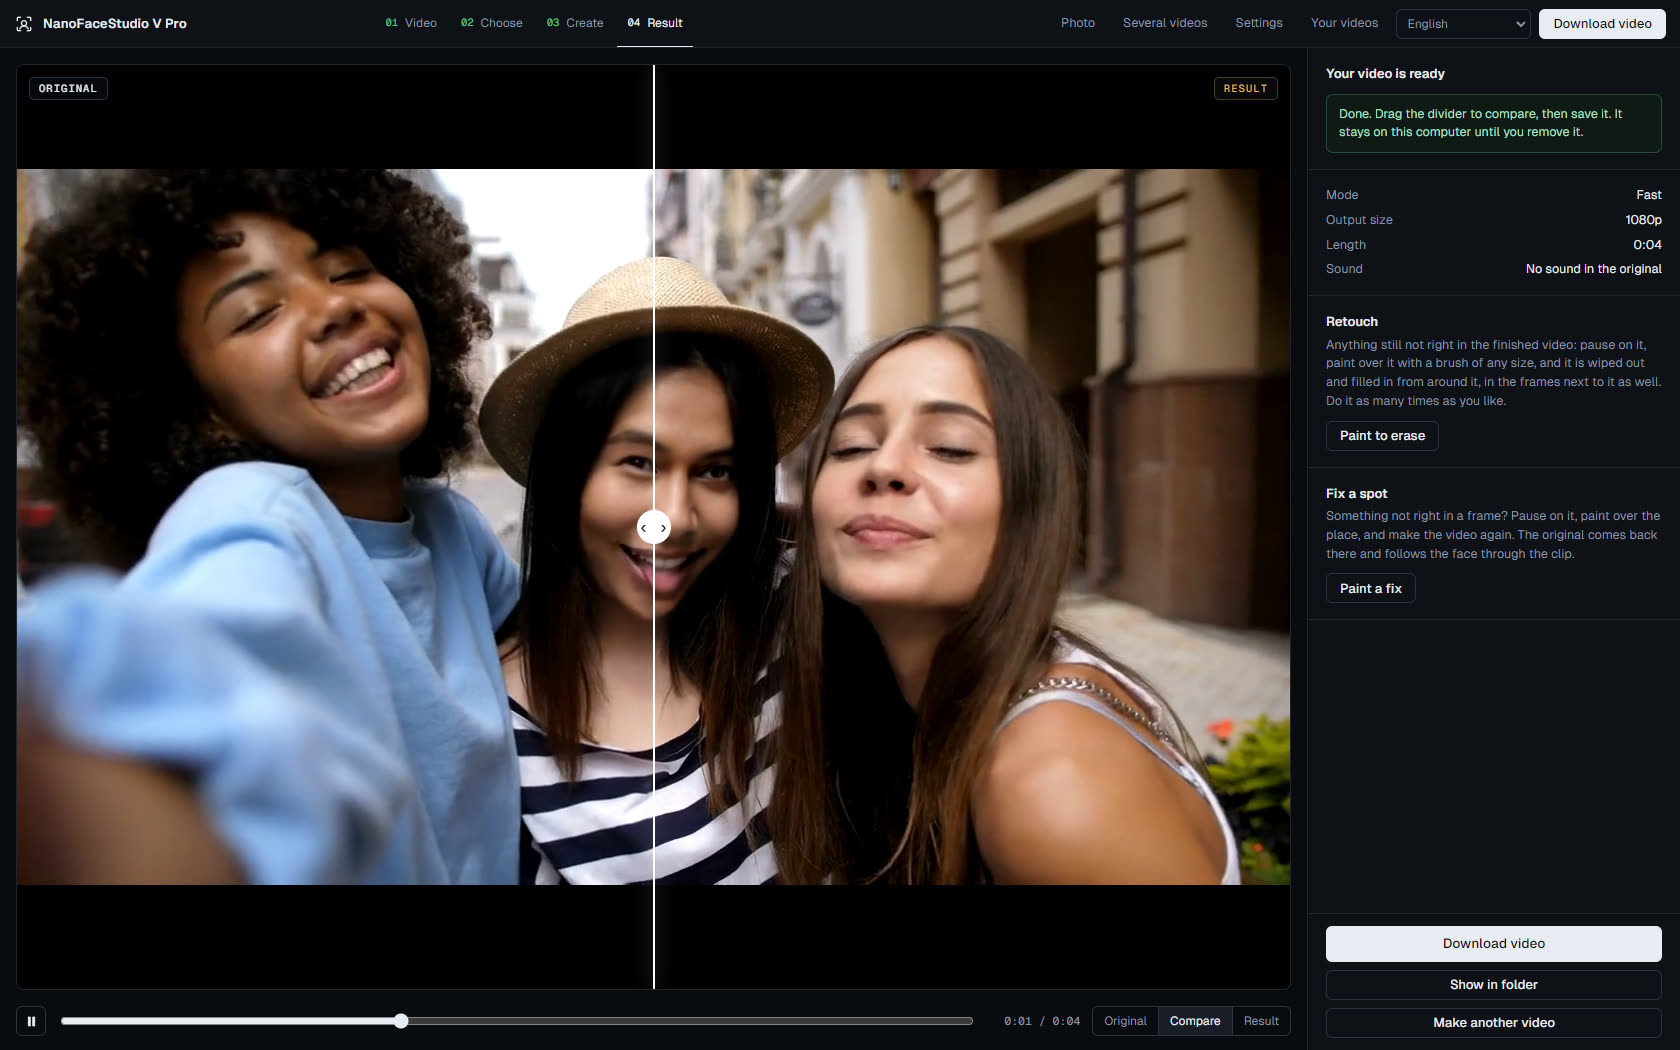 NanoFaceStudio V Pro
01 Video
02 Choose
03 Create
04 Result
Photo
Several videos
Settings
Your videos
English
Download video
ORIGINAL
RESULT
Your video is ready
Done. Drag the divider to compare, then save it. It
stays on this computer until you remove it.
Mode Fast
Output size 1080p
Length 0:04
Sound No sound in the original
Retouch
Anything still not right in the finished video: pause on it,
paint over it with a brush of any size, and it is wiped out
and filled in from around it, in the frames next to it as well.
Do it as many times as you like.
Paint to erase
Fix a spot
Something not right in a frame? Pause on it, paint over the
place, and make the video again. The original comes back
there and follows the face through the clip.
Paint a fix
Download video
Show in folder
Make another video
0:01 / 0:04
Original
Compare
Result